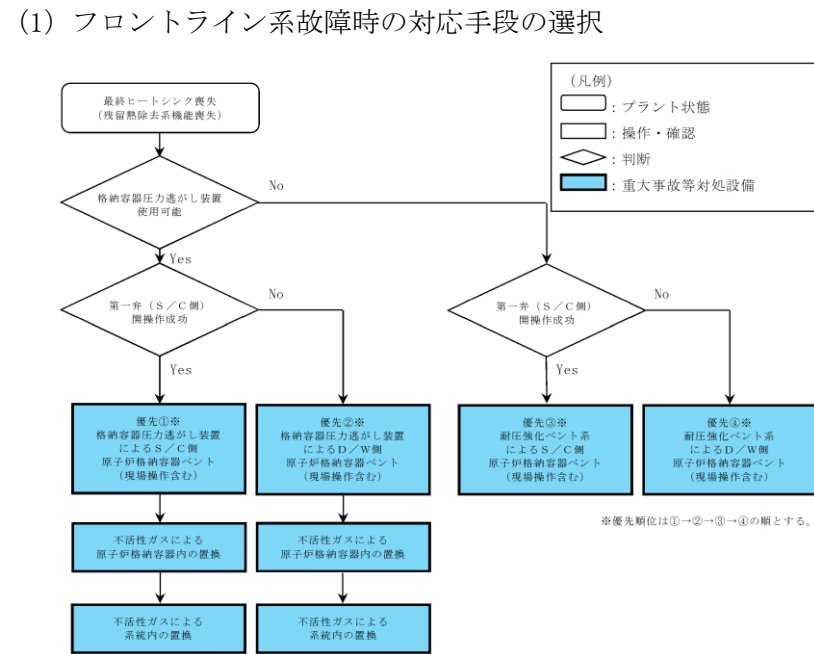 (1) フロントライン系故障時の対応手段の選択
(凡例)
：プラント状態
：操作・確認
：判断
：重大事故等対処設備
最終ヒートシンク喪失
(残留熱除去系機能喪失)
格納容器圧力逃がし装置
使用可能
No
Yes
第一弁（Ｓ／Ｃ側）
開操作成功
No
Yes
第一弁（Ｓ／Ｃ側）
開操作成功
No
Yes
優先①※
格納容器圧力逃がし装置
によるＳ／Ｃ側
原子炉格納容器ベント
(現場操作含む)
優先②※
格納容器圧力逃がし装置
によるＤ／Ｗ側
原子炉格納容器ベント
(現場操作含む)
優先③※
耐圧強化ベント系
によるＳ／Ｃ側
原子炉格納容器ベント
(現場操作含む)
優先④※
耐圧強化ベント系
によるＤ／Ｗ側
原子炉格納容器ベント
(現場操作含む)
※優先順位は①→②→③→④の順とする。
不活性ガスによる
原子炉格納容器内の置換
不活性ガスによる
原子炉格納容器内の置換
不活性ガスによる
系統内の置換
不活性ガスによる
系統内の置換